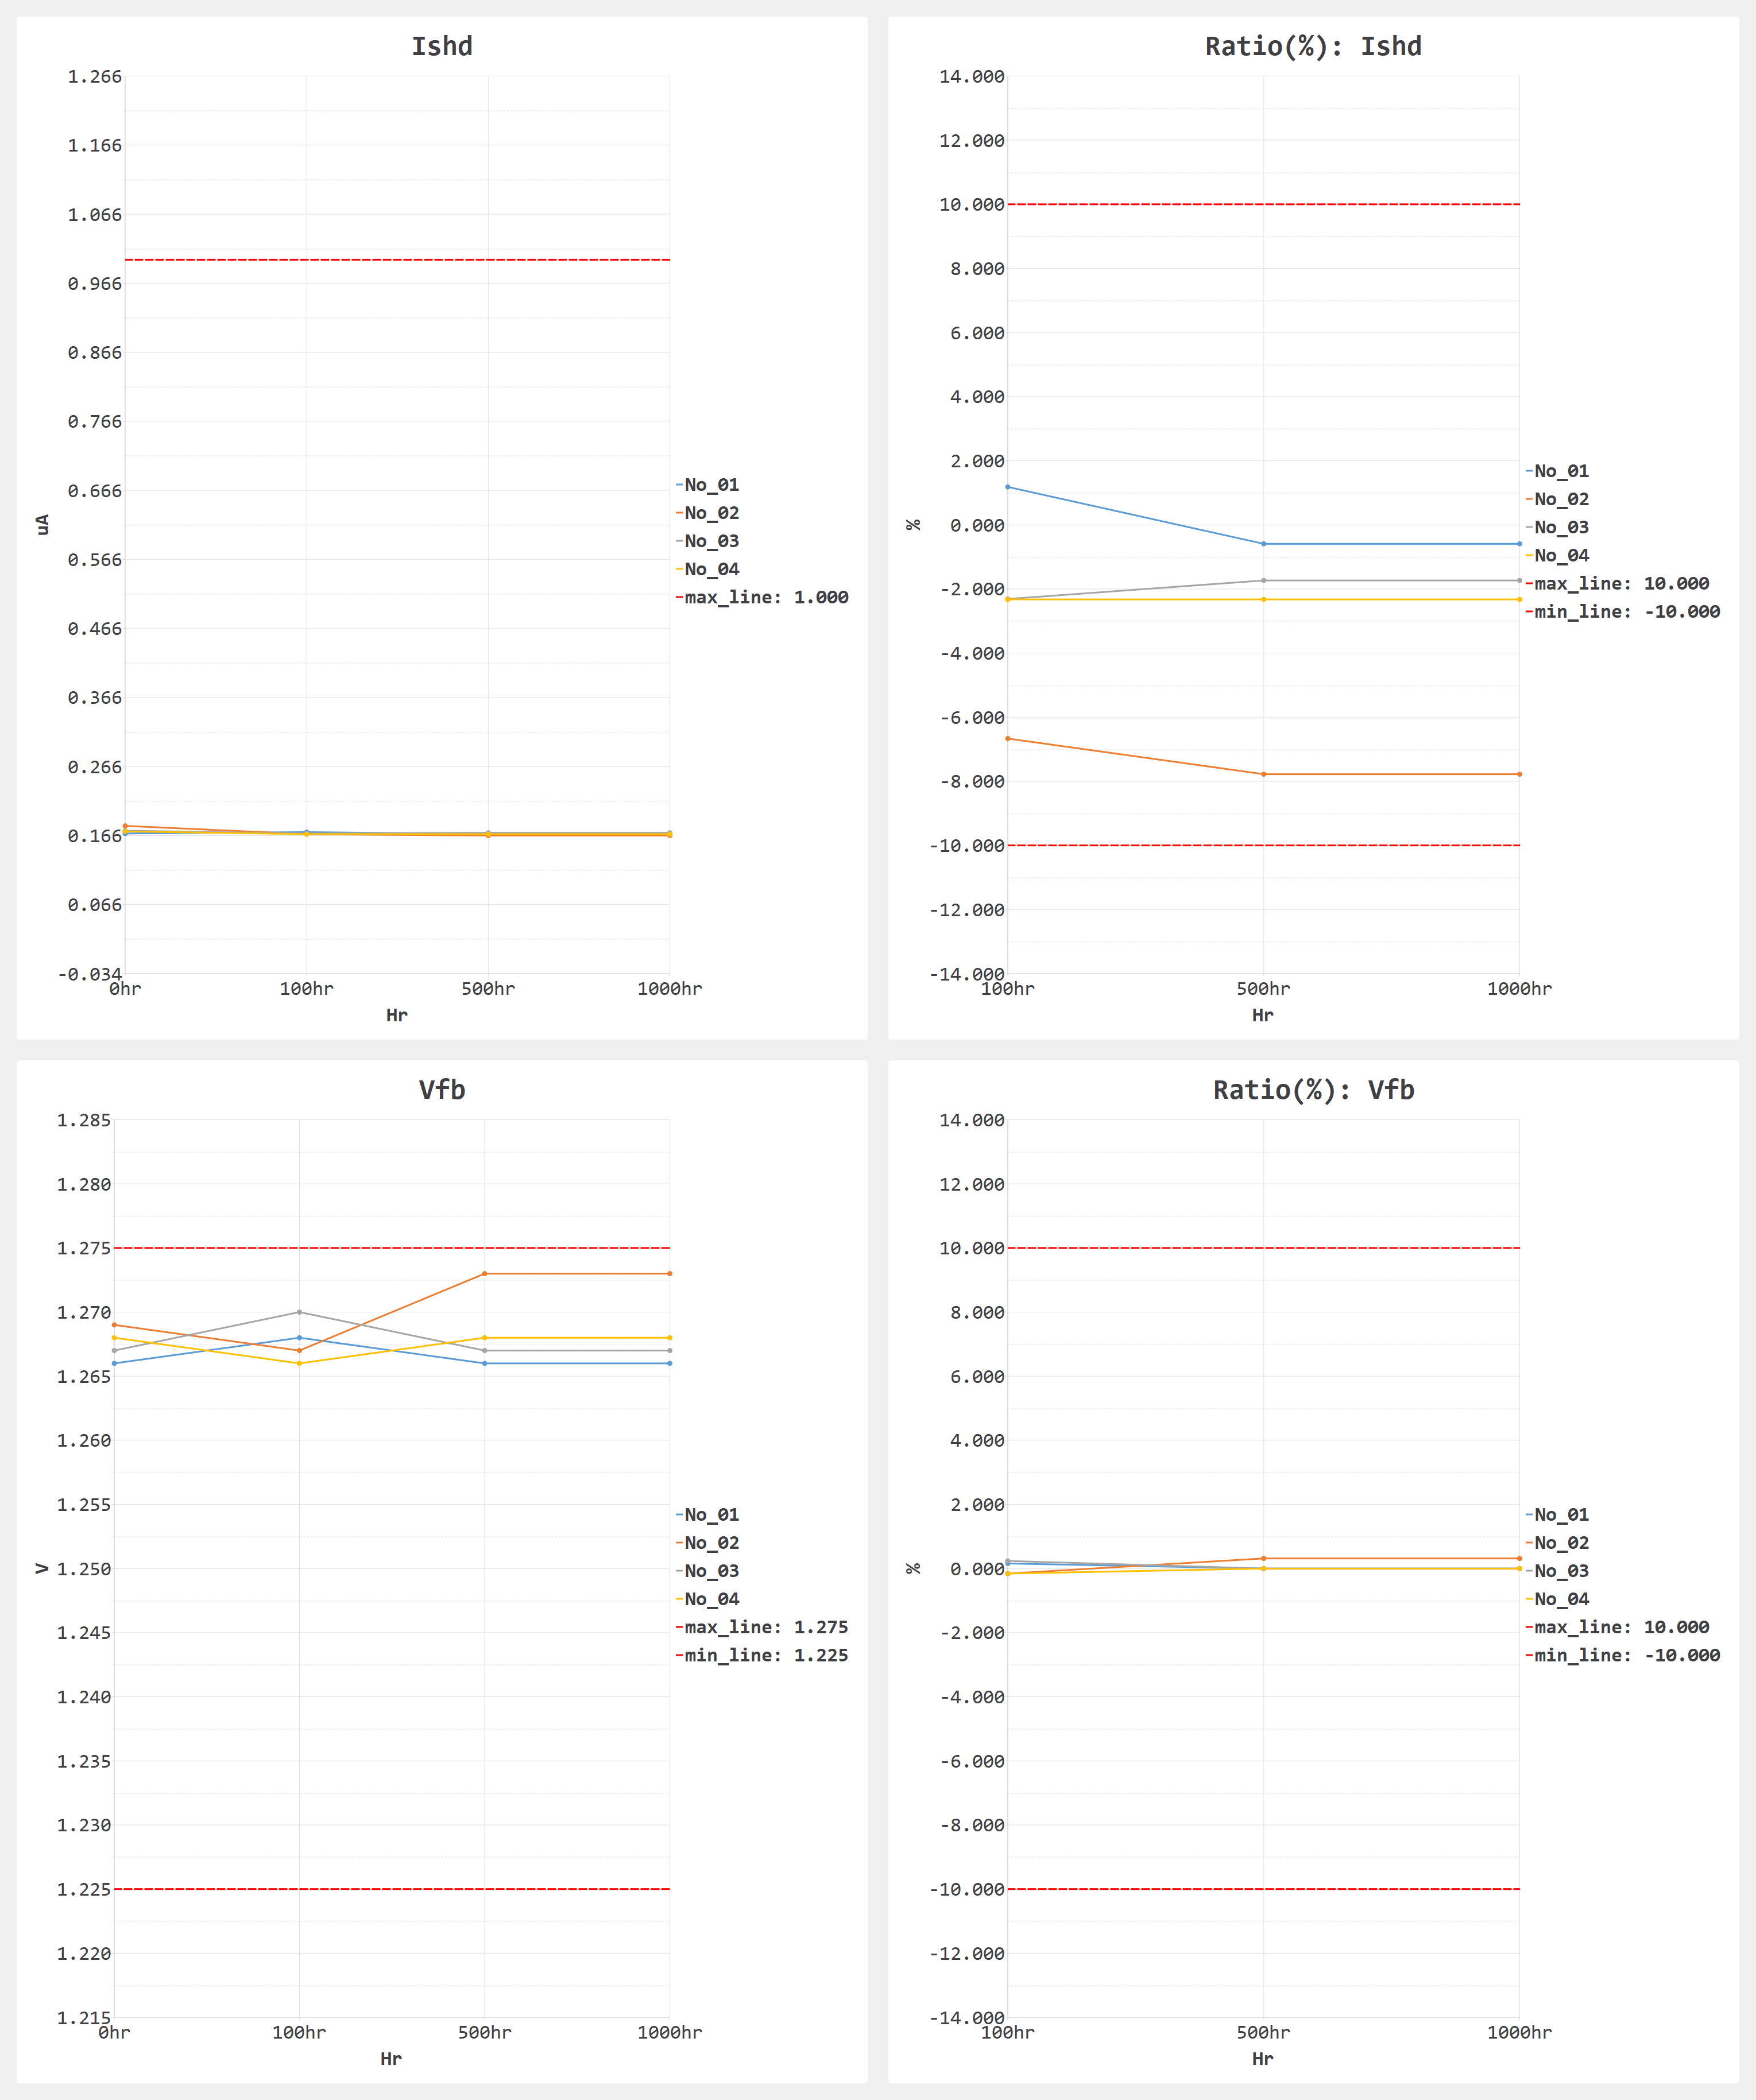 Ishd
1.266
1.166
1.066
0.966
0.866
0.766
0.666
0.566
0.466
0.366
0.266
0.166
0.066
-0.034
uA
0hr 100hr 500hr 1000hr
Hr
No_01
No_02
No_03
No_04
max_line: 1.000
Ratio(%): Ishd
14.000
12.000
10.000
8.000
6.000
4.000
2.000
0.000
-2.000
-4.000
-6.000
-8.000
-10.000
-12.000
-14.000
%
100hr 500hr 1000hr
Hr
No_01
No_02
No_03
No_04
max_line: 10.000
min_line: -10.000
Vfb
1.285
1.280
1.275
1.270
1.265
1.260
1.255
1.250
1.245
1.240
1.235
1.230
1.225
1.220
1.215
V
0hr 100hr 500hr 1000hr
Hr
No_01
No_02
No_03
No_04
max_line: 1.275
min_line: 1.225
Ratio(%): Vfb
14.000
12.000
10.000
8.000
6.000
4.000
2.000
0.000
-2.000
-4.000
-6.000
-8.000
-10.000
-12.000
-14.000
%
100hr 500hr 1000hr
Hr
No_01
No_02
No_03
No_04
max_line: 10.000
min_line: -10.000